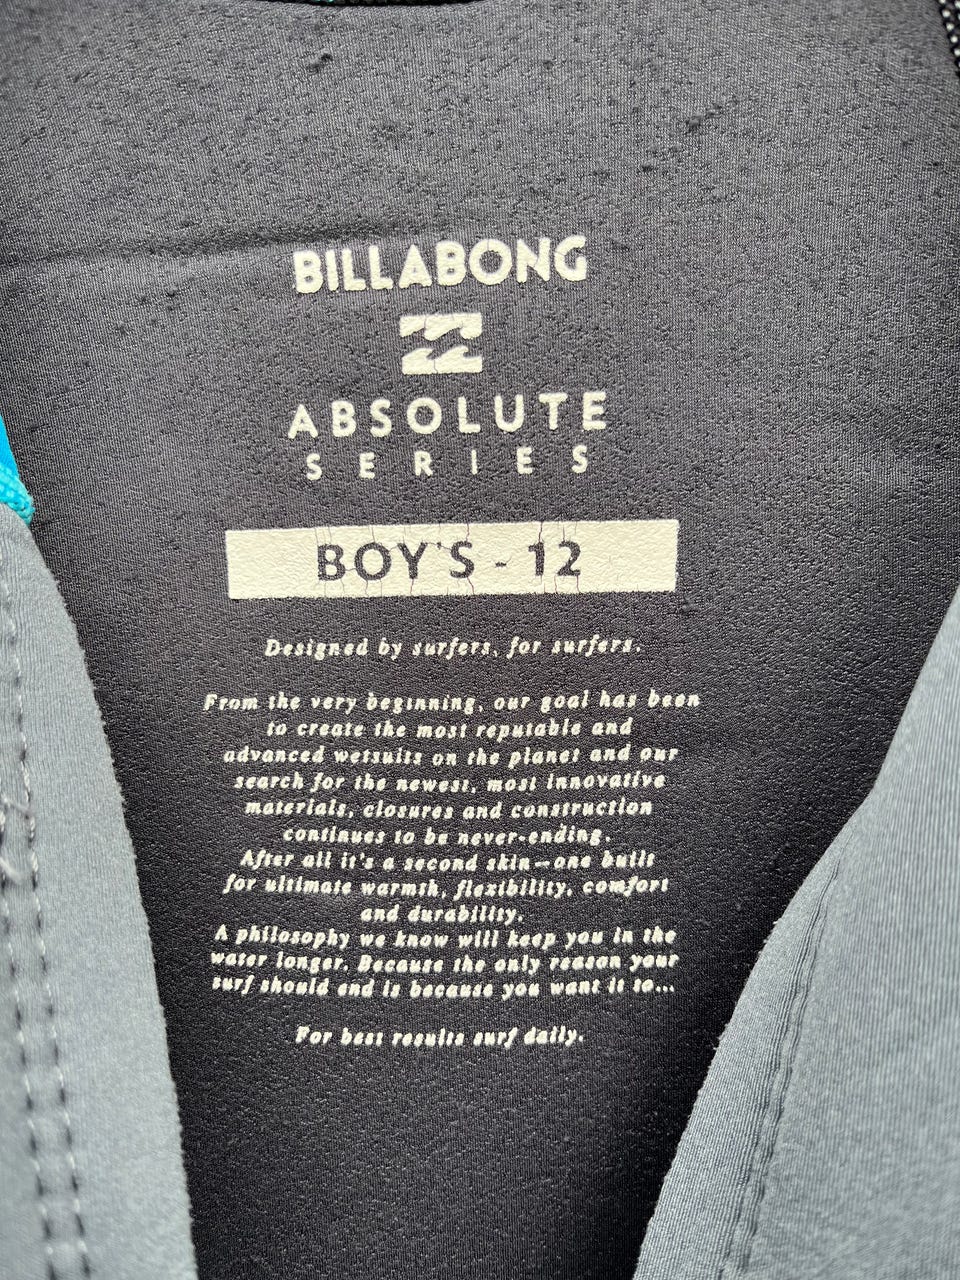 BILLABONG
ABSOLUTE
SERIES
BOY'S - 12
Designed by surfers, for surfers.
From the very beginning, our goal has been
to create the most reputable and
advanced wetsuits on the planet and our
search for the newest, most innovative
materials, closures and construction
continues to be never-ending.
After all it's a second skin—one built
for ultimate warmth, flexibility, comfort
and durability.
A philosophy we know will keep you in the
water longer. Because the only reason your
surf should end is because you want it to...
For best results surf daily.